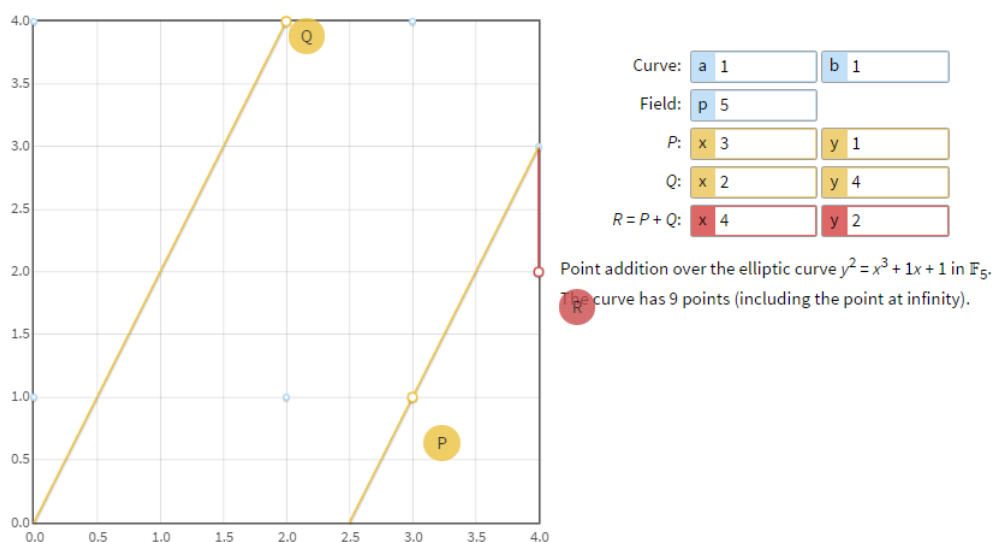 4.0
3.5
3.0
2.5
2.0
1.5
1.0
0.5
0.0
0.0 0.5 1.0 1.5 2.0 2.5 3.0 3.5 4.0
Q
P
R
Curve: a 1 b 1
Field: p 5
P: x 3 y 1
Q: x 2 y 4
R = P + Q: x 4 y 2
Point addition over the elliptic curve y² = x³ + 1x + 1 in 𝔽₅.
The curve has 9 points (including the point at infinity).